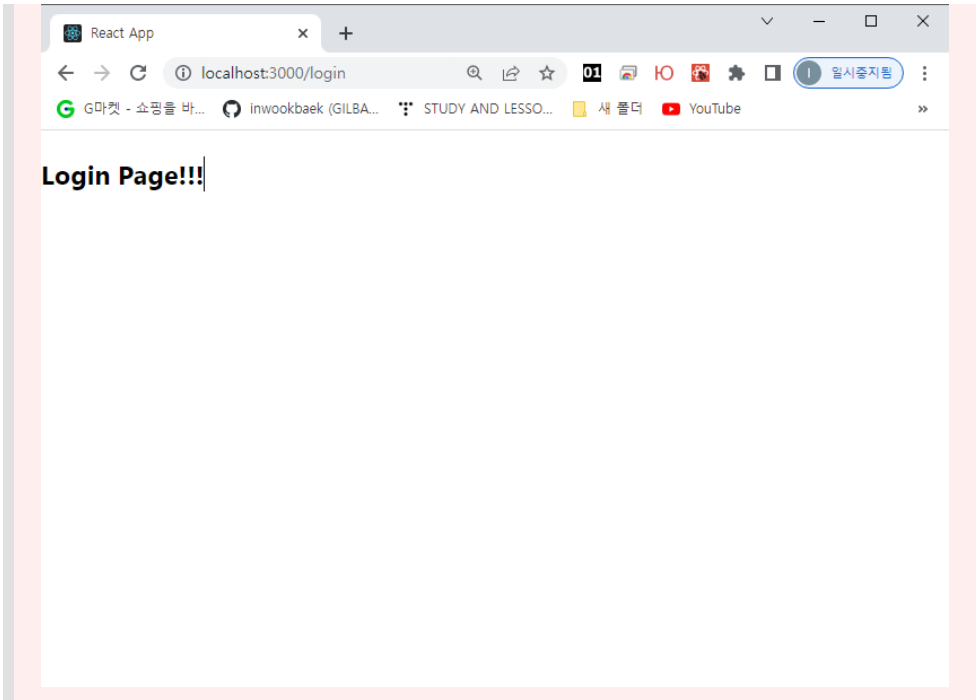 React App
localhost:3000/login 01 Ю I 일시중지됨
G G마켓 - 쇼핑을 바... inwookbaek (GILBA... STUDY AND LESSO... 새 폴더 YouTube »
Login Page!!!